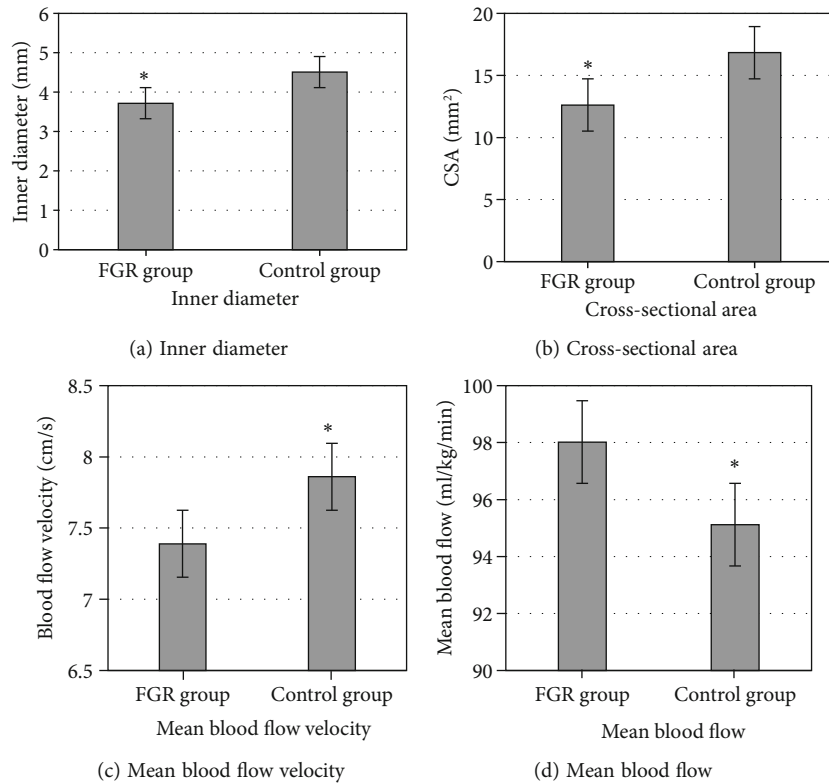 Inner diameter (mm)
6
5
4
3
4
2
1
0
*
FGR group
Control group
Inner diameter
(a) Inner diameter
CSA (mm²)
20
15
10
5
0
*
FGR group
Control group
Cross-sectional area
(b) Cross-sectional area
Blood flow velocity (cm/s)
8.5
8
7.5
7
6.5
*
FGR group
Control group
Mean blood flow velocity
(c) Mean blood flow velocity
Mean blood flow (ml/kg/min)
100
98
96
94
92
90
*
FGR group
Control group
Mean blood flow
(d) Mean blood flow